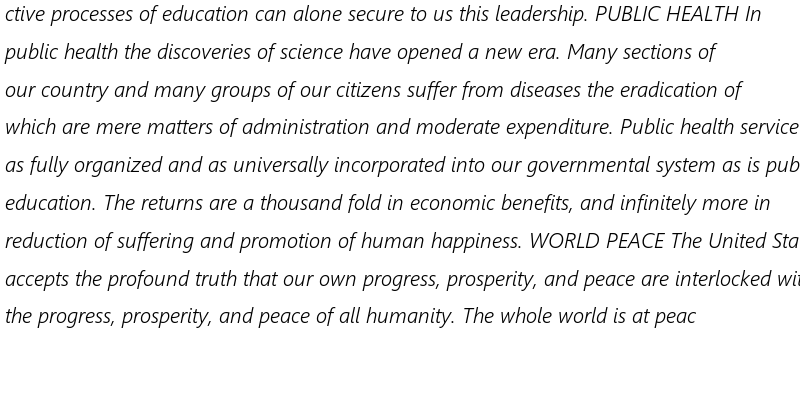 ctive processes of education can alone secure to us this leadership. PUBLIC HEALTH In
public health the discoveries of science have opened a new era. Many sections of
our country and many groups of our citizens suffer from diseases the eradication of
which are mere matters of administration and moderate expenditure. Public health service
as fully organized and as universally incorporated into our governmental system as is pub
education. The returns are a thousand fold in economic benefits, and infinitely more in
reduction of suffering and promotion of human happiness. WORLD PEACE The United Sta
accepts the profound truth that our own progress, prosperity, and peace are interlocked wit
the progress, prosperity, and peace of all humanity. The whole world is at peac